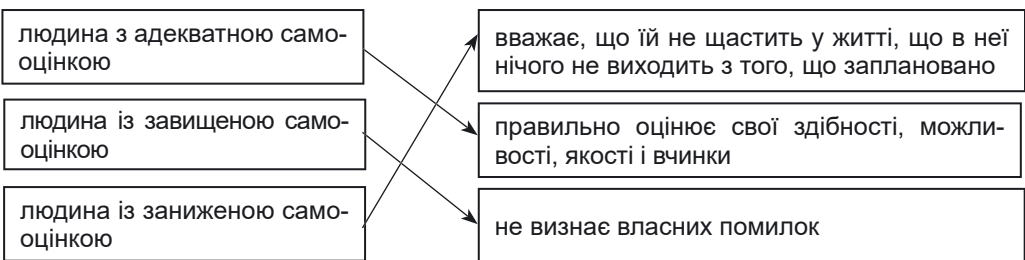 людина з адекватною само-
оцінкою
людина із завищеною само-
оцінкою
людина із заниженою само-
оцінкою
вважає, що їй не щастить у житті, що в неї
нічого не виходить з того, що заплановано
правильно оцінює свої здібності, можли-
вості, якості і вчинки
не визнає власних помилок